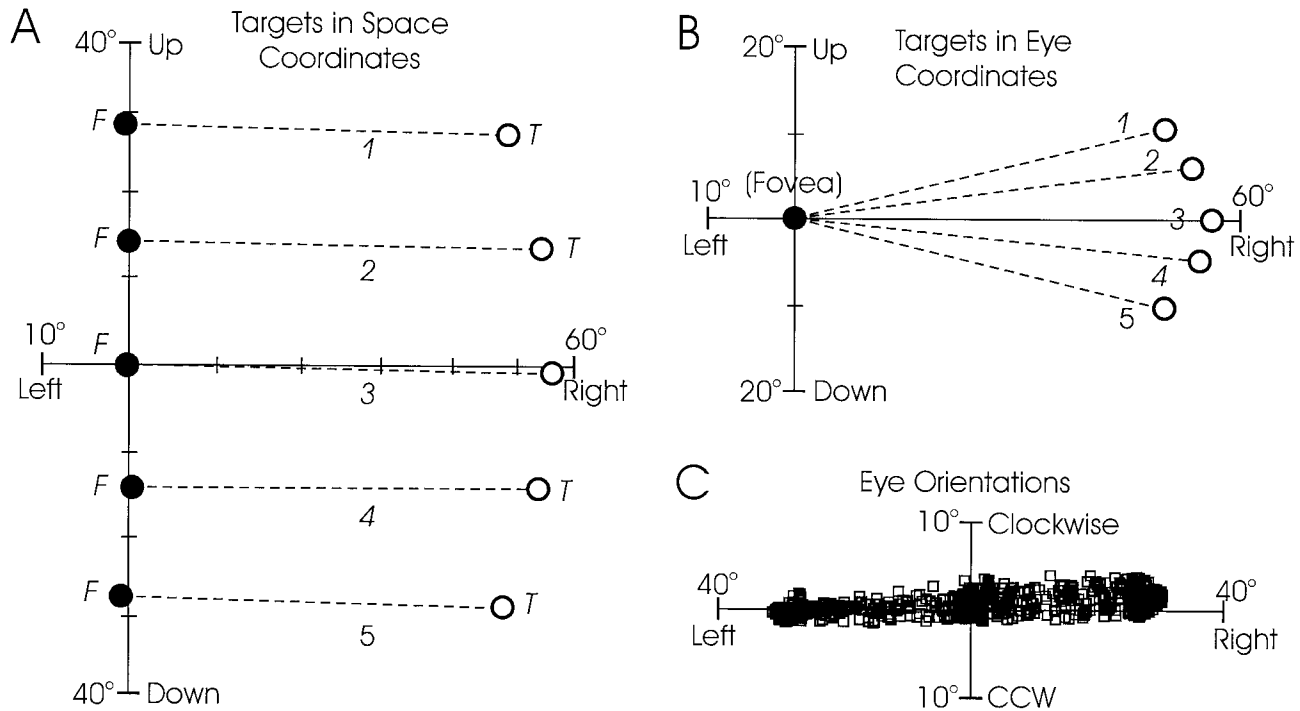 A
Targets in Space
Coordinates
40° Up
F T
1
F T
2
10° F 60°
Left T Right
3
F T
4
F T
5
40° Down
B
Targets in Eye
Coordinates
20° Up
1
2
10° (Fovea) 60°
3
Left Right
4
5
20° Down
C
Eye Orientations
10° Clockwise
40° 40°
Left Right
10° CCW